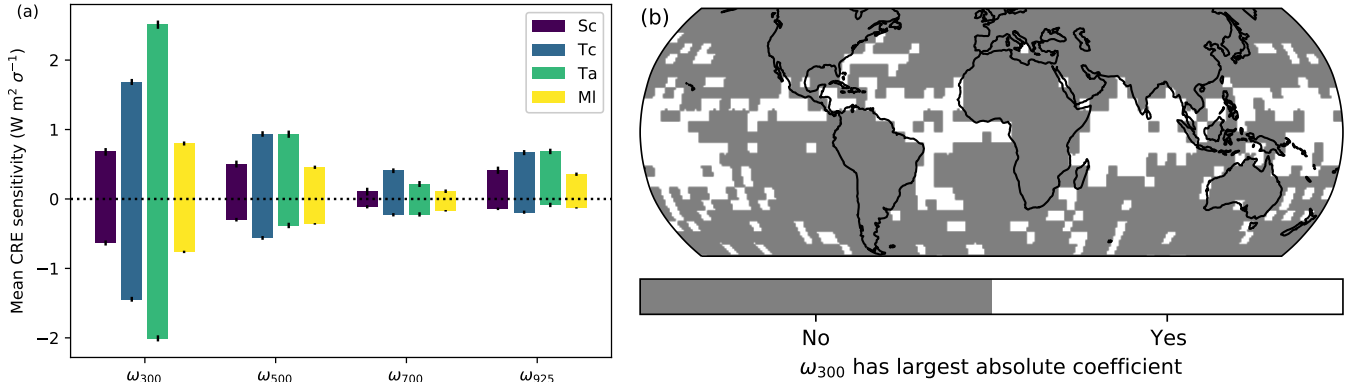 (a)
Mean CRE sensitivity (W m² σ⁻¹)
2
1
0
−1
−2
Sc
Tc
Ta
Ml
ω₃₀₀
ω₅₀₀
ω₇₀₀
ω₉₂₅
(b)
No
Yes
ω₃₀₀ has largest absolute coefficient